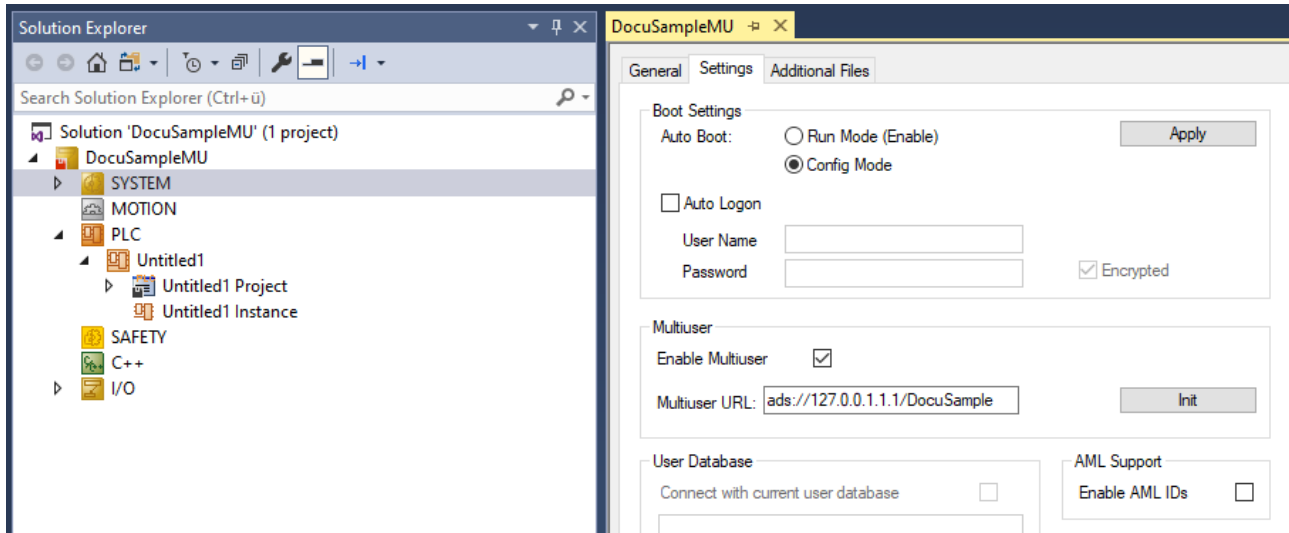 Solution Explorer
Search Solution Explorer (Ctrl+ü)
Solution 'DocuSampleMU' (1 project)
DocuSampleMU
SYSTEM
MOTION
PLC
Untitled1
Untitled1 Project
Untitled1 Instance
SAFETY
C++
I/O
DocuSampleMU
General Settings Additional Files
Boot Settings
Auto Boot: Run Mode (Enable) Apply
Config Mode
Auto Logon
User Name
Password Encrypted
Multiuser
Enable Multiuser
Multiuser URL: ads://127.0.0.1.1.1/DocuSample Init
User Database AML Support
Connect with current user database Enable AML IDs